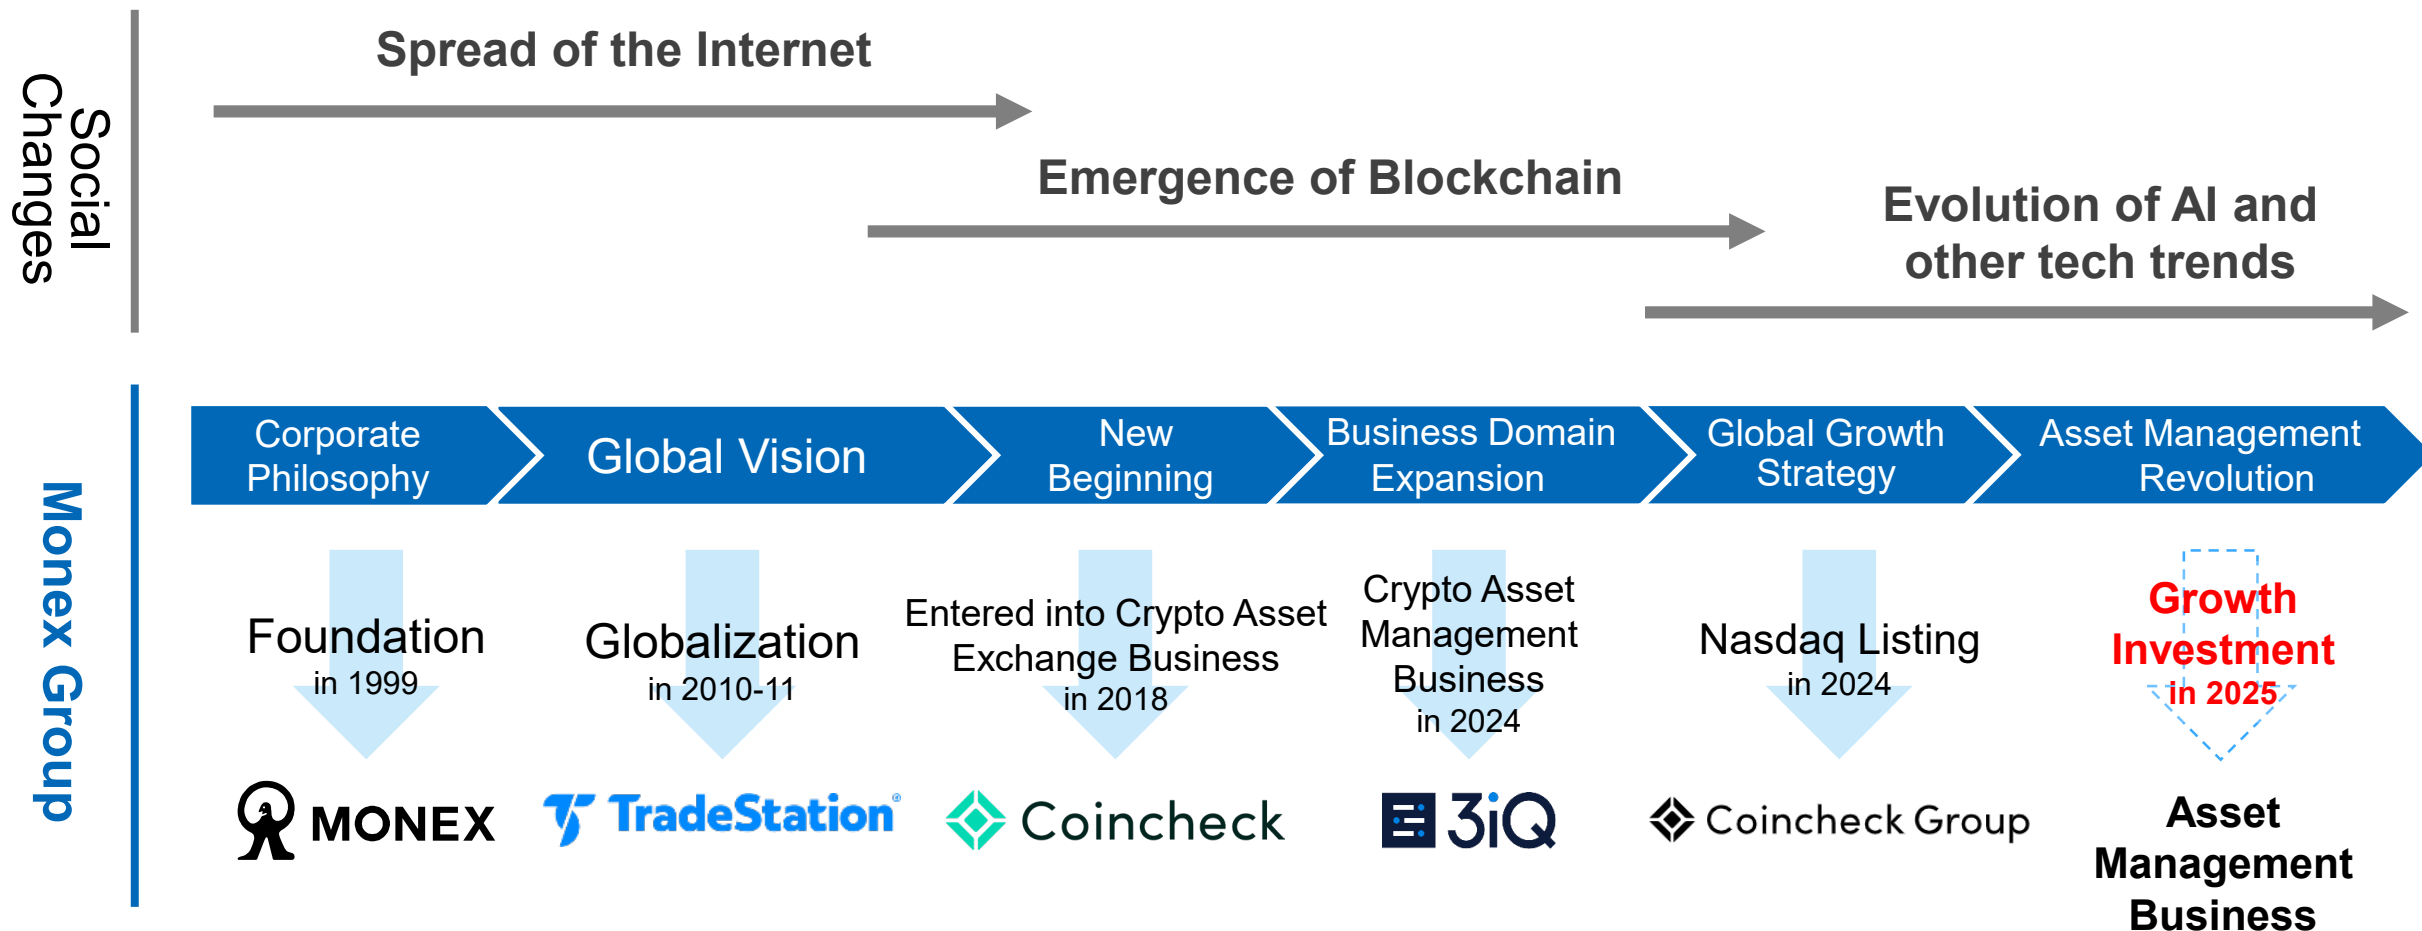 Social
Changes
Spread of the Internet
Emergence of Blockchain
Evolution of AI and
other tech trends
Monex Group
Corporate
Philosophy
Global Vision
New
Beginning
Business Domain
Expansion
Global Growth
Strategy
Asset Management
Revolution
Foundation
in 1999
Globalization
in 2010-11
Entered into Crypto Asset
Exchange Business
in 2018
Crypto Asset
Management
Business
in 2024
Nasdaq Listing
in 2024
Growth
Investment
in 2025
MONEX
TradeStation®
Coincheck
3iQ
Coincheck Group
Asset
Management
Business